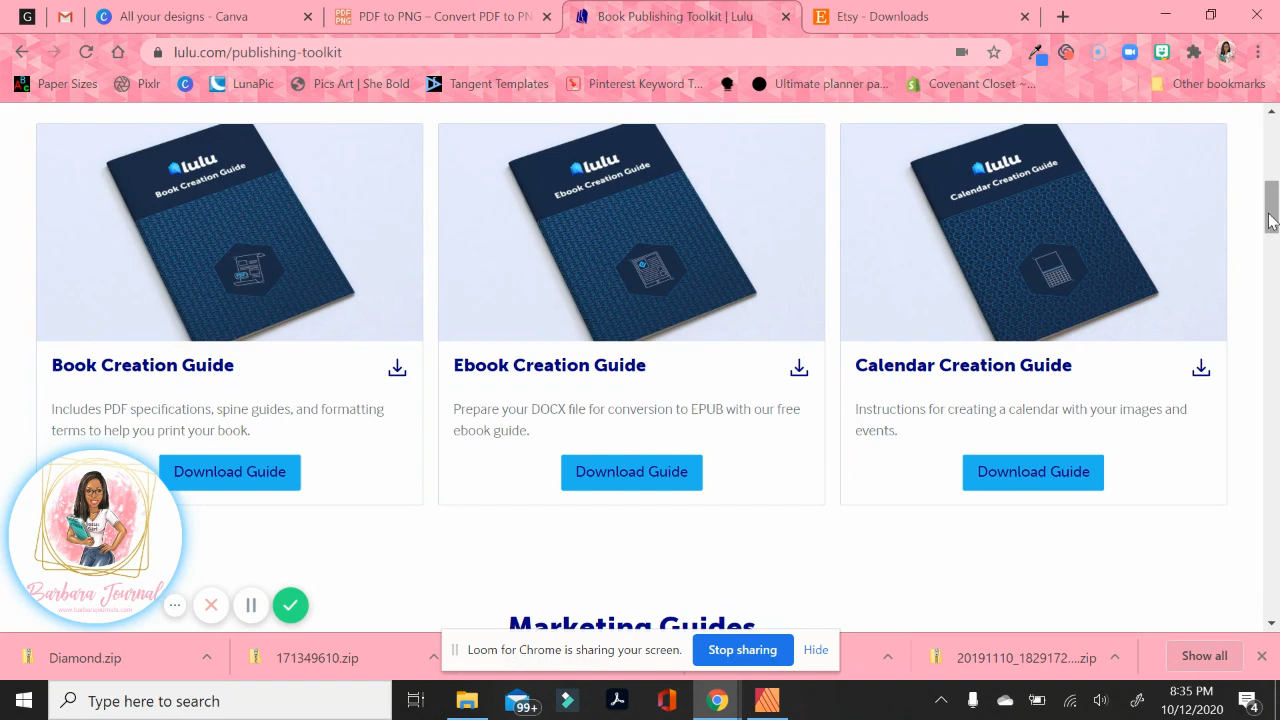 G
All your designs - Canva
PDF to PNG – Convert PDF to PN
Book Publishing Toolkit | Lulu
Etsy - Downloads
lulu.com/publishing-toolkit
Paper Sizes
Pixlr
LunaPic
Pics Art | She Bold
Tangent Templates
Pinterest Keyword T...
Ultimate planner pa...
Covenant Closet ~...
Other bookmarks
lulu
Book Creation Guide
lulu
Ebook Creation Guide
lulu
Calendar Creation Guide
Book Creation Guide
Includes PDF specifications, spine guides, and formatting
terms to help you print your book.
Download Guide
Ebook Creation Guide
Prepare your DOCX file for conversion to EPUB with our free
ebook guide.
Download Guide
Calendar Creation Guide
Instructions for creating a calendar with your images and
events.
Download Guide
Barbara Journal
www.barbarajournals.com
Marketing Guides
Loom for Chrome is sharing your screen.
Stop sharing
Hide
Diamond.zip
171349610.zip
20191110_1829172....zip
Show all
Type here to search
99+
8:35 PM
10/12/2020
4